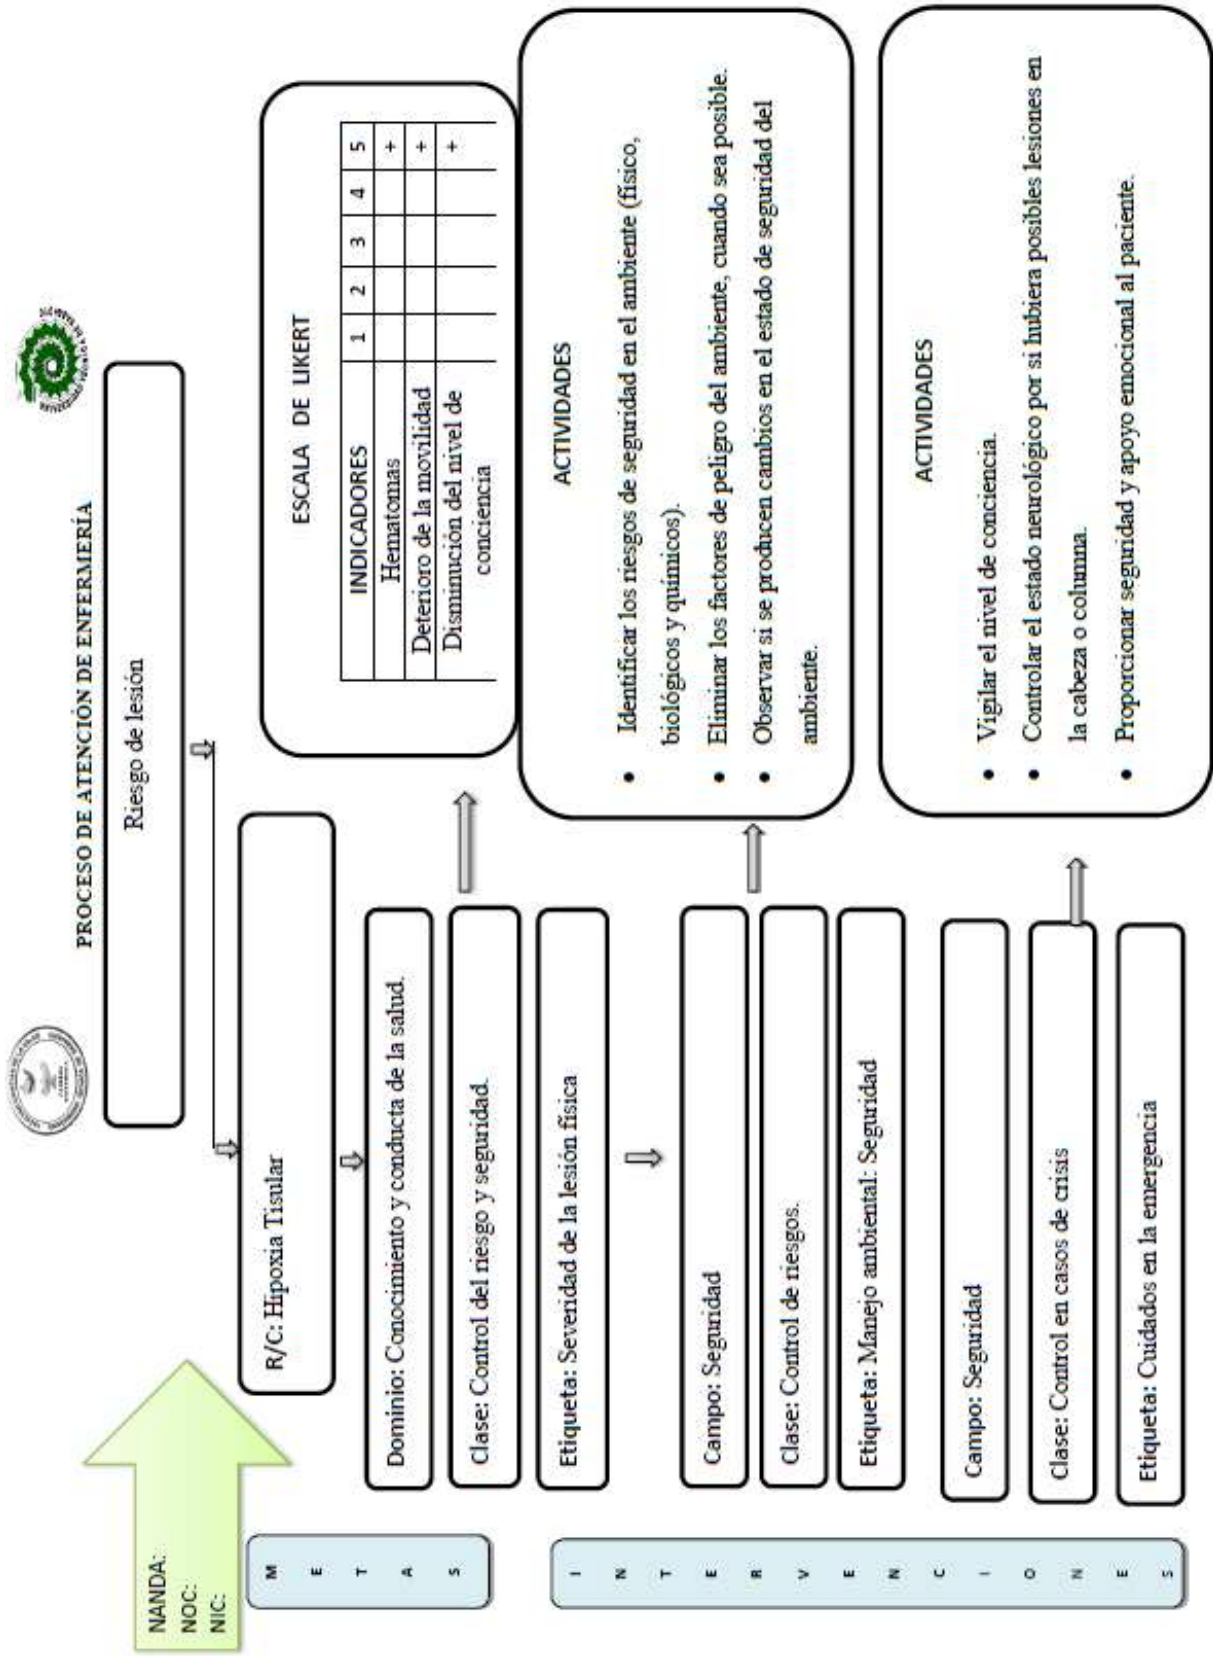 PROCESO DE ATENCIÓN DE ENFERMERÍA
NANDA:
NOC:
NIC:
Riesgo de lesión
R/C: Hipoxia Tisular
M
E
T
A
S
Dominio: Conocimiento y conducta de la salud.
Clase: Control del riesgo y seguridad.
Etiqueta: Severidad de la lesión física
ESCALA DE LIKERT
INDICADORES 1 2 3 4 5
Hematomas +
Deterioro de la movilidad +
Disminución del nivel de +
conciencia
I
N
T
E
R
V
E
N
C
I
O
N
E
S
Campo: Seguridad
Clase: Control de riesgos.
Etiqueta: Manejo ambiental: Seguridad
ACTIVIDADES
• Identificar los riesgos de seguridad en el ambiente (físico,
biológicos y químicos).
• Eliminar los factores de peligro del ambiente, cuando sea posible.
• Observar si se producen cambios en el estado de seguridad del
ambiente.
Campo: Seguridad
Clase: Control en casos de crisis
Etiqueta: Cuidados en la emergencia
ACTIVIDADES
• Vigilar el nivel de conciencia.
• Controlar el estado neurológico por si hubiera posibles lesiones en
la cabeza o columna.
• Proporcionar seguridad y apoyo emocional al paciente.